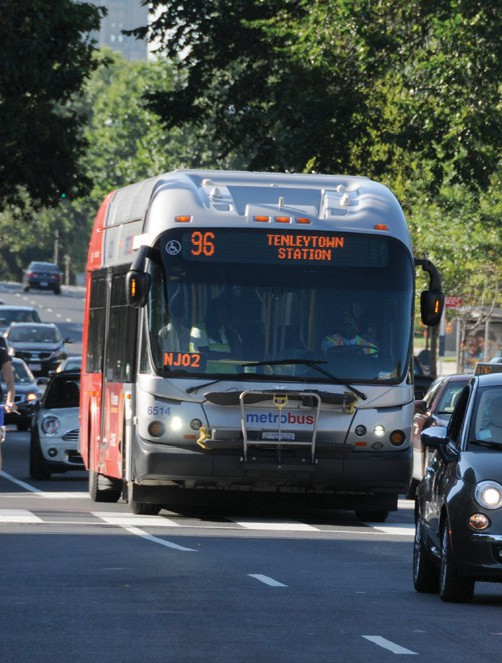 96 TENLEYTOWN
STATION
NJ02
6514
metrobus